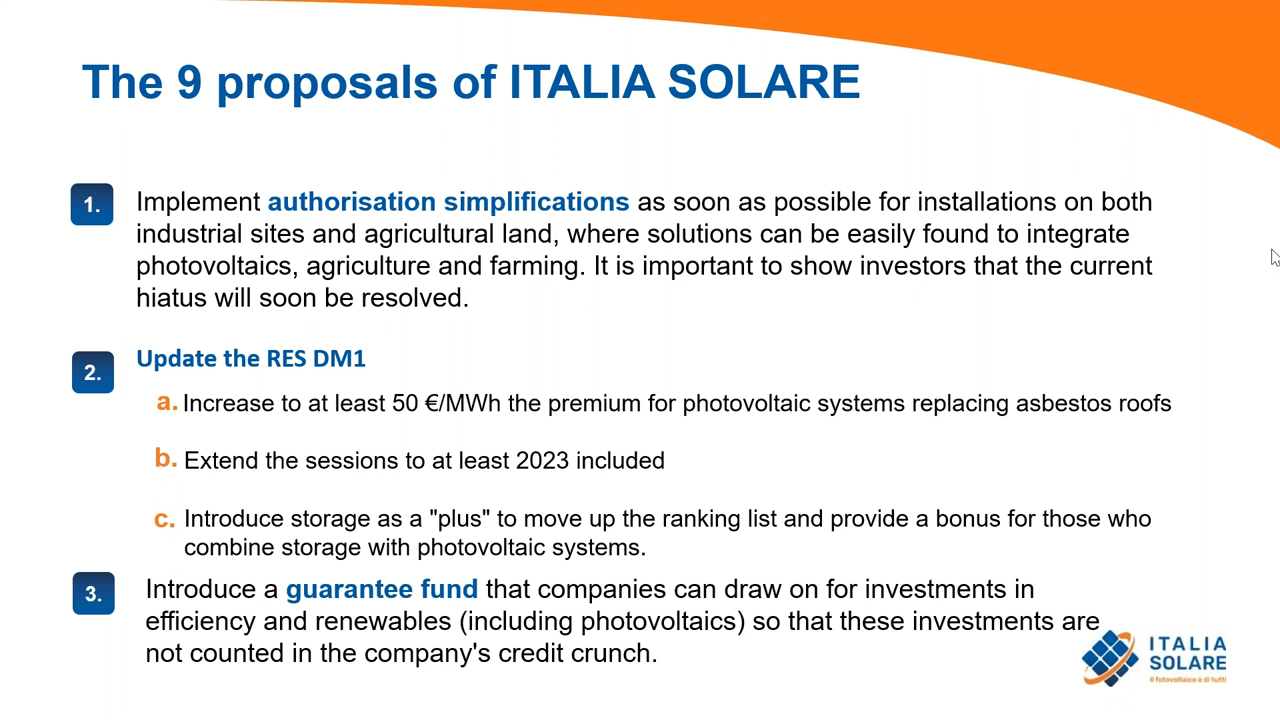 The 9 proposals of ITALIA SOLARE
1. Implement authorisation simplifications as soon as possible for installations on both
industrial sites and agricultural land, where solutions can be easily found to integrate
photovoltaics, agriculture and farming. It is important to show investors that the current
hiatus will soon be resolved.
2. Update the RES DM1
a. Increase to at least 50 €/MWh the premium for photovoltaic systems replacing asbestos roofs
b. Extend the sessions to at least 2023 included
c. Introduce storage as a "plus" to move up the ranking list and provide a bonus for those who
combine storage with photovoltaic systems.
3. Introduce a guarantee fund that companies can draw on for investments in
efficiency and renewables (including photovoltaics) so that these investments are
not counted in the company's credit crunch.
ITALIA
SOLARE
Il fotovoltaico è di tutti